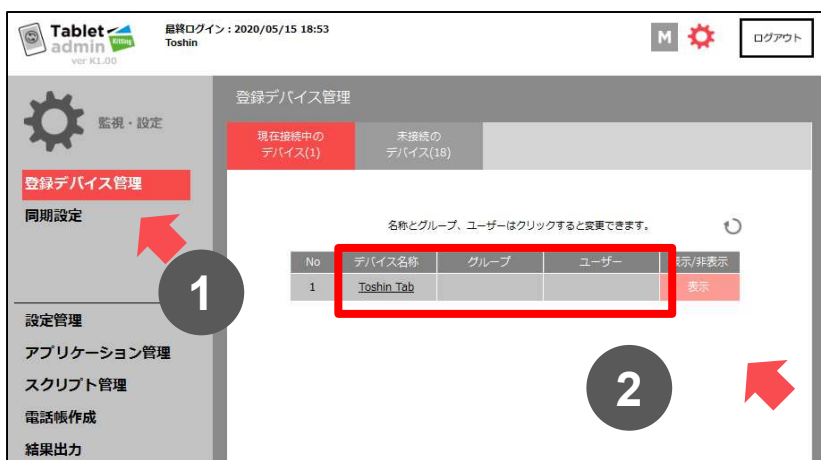 Tablet
admin Kitting
ver K1.00
最終ログイン : 2020/05/15 18:53
Toshin
M
ログアウト
監視・設定
登録デバイス管理
同期設定
設定管理
アプリケーション管理
スクリプト管理
電話帳作成
結果出力
登録デバイス管理
現在接続中の
デバイス(1)
未接続の
デバイス(18)
名称とグループ、ユーザーはクリックすると変更できます。
No デバイス名称 グループ ユーザー 表示/非表示
1 Toshin Tab 表示
1
2